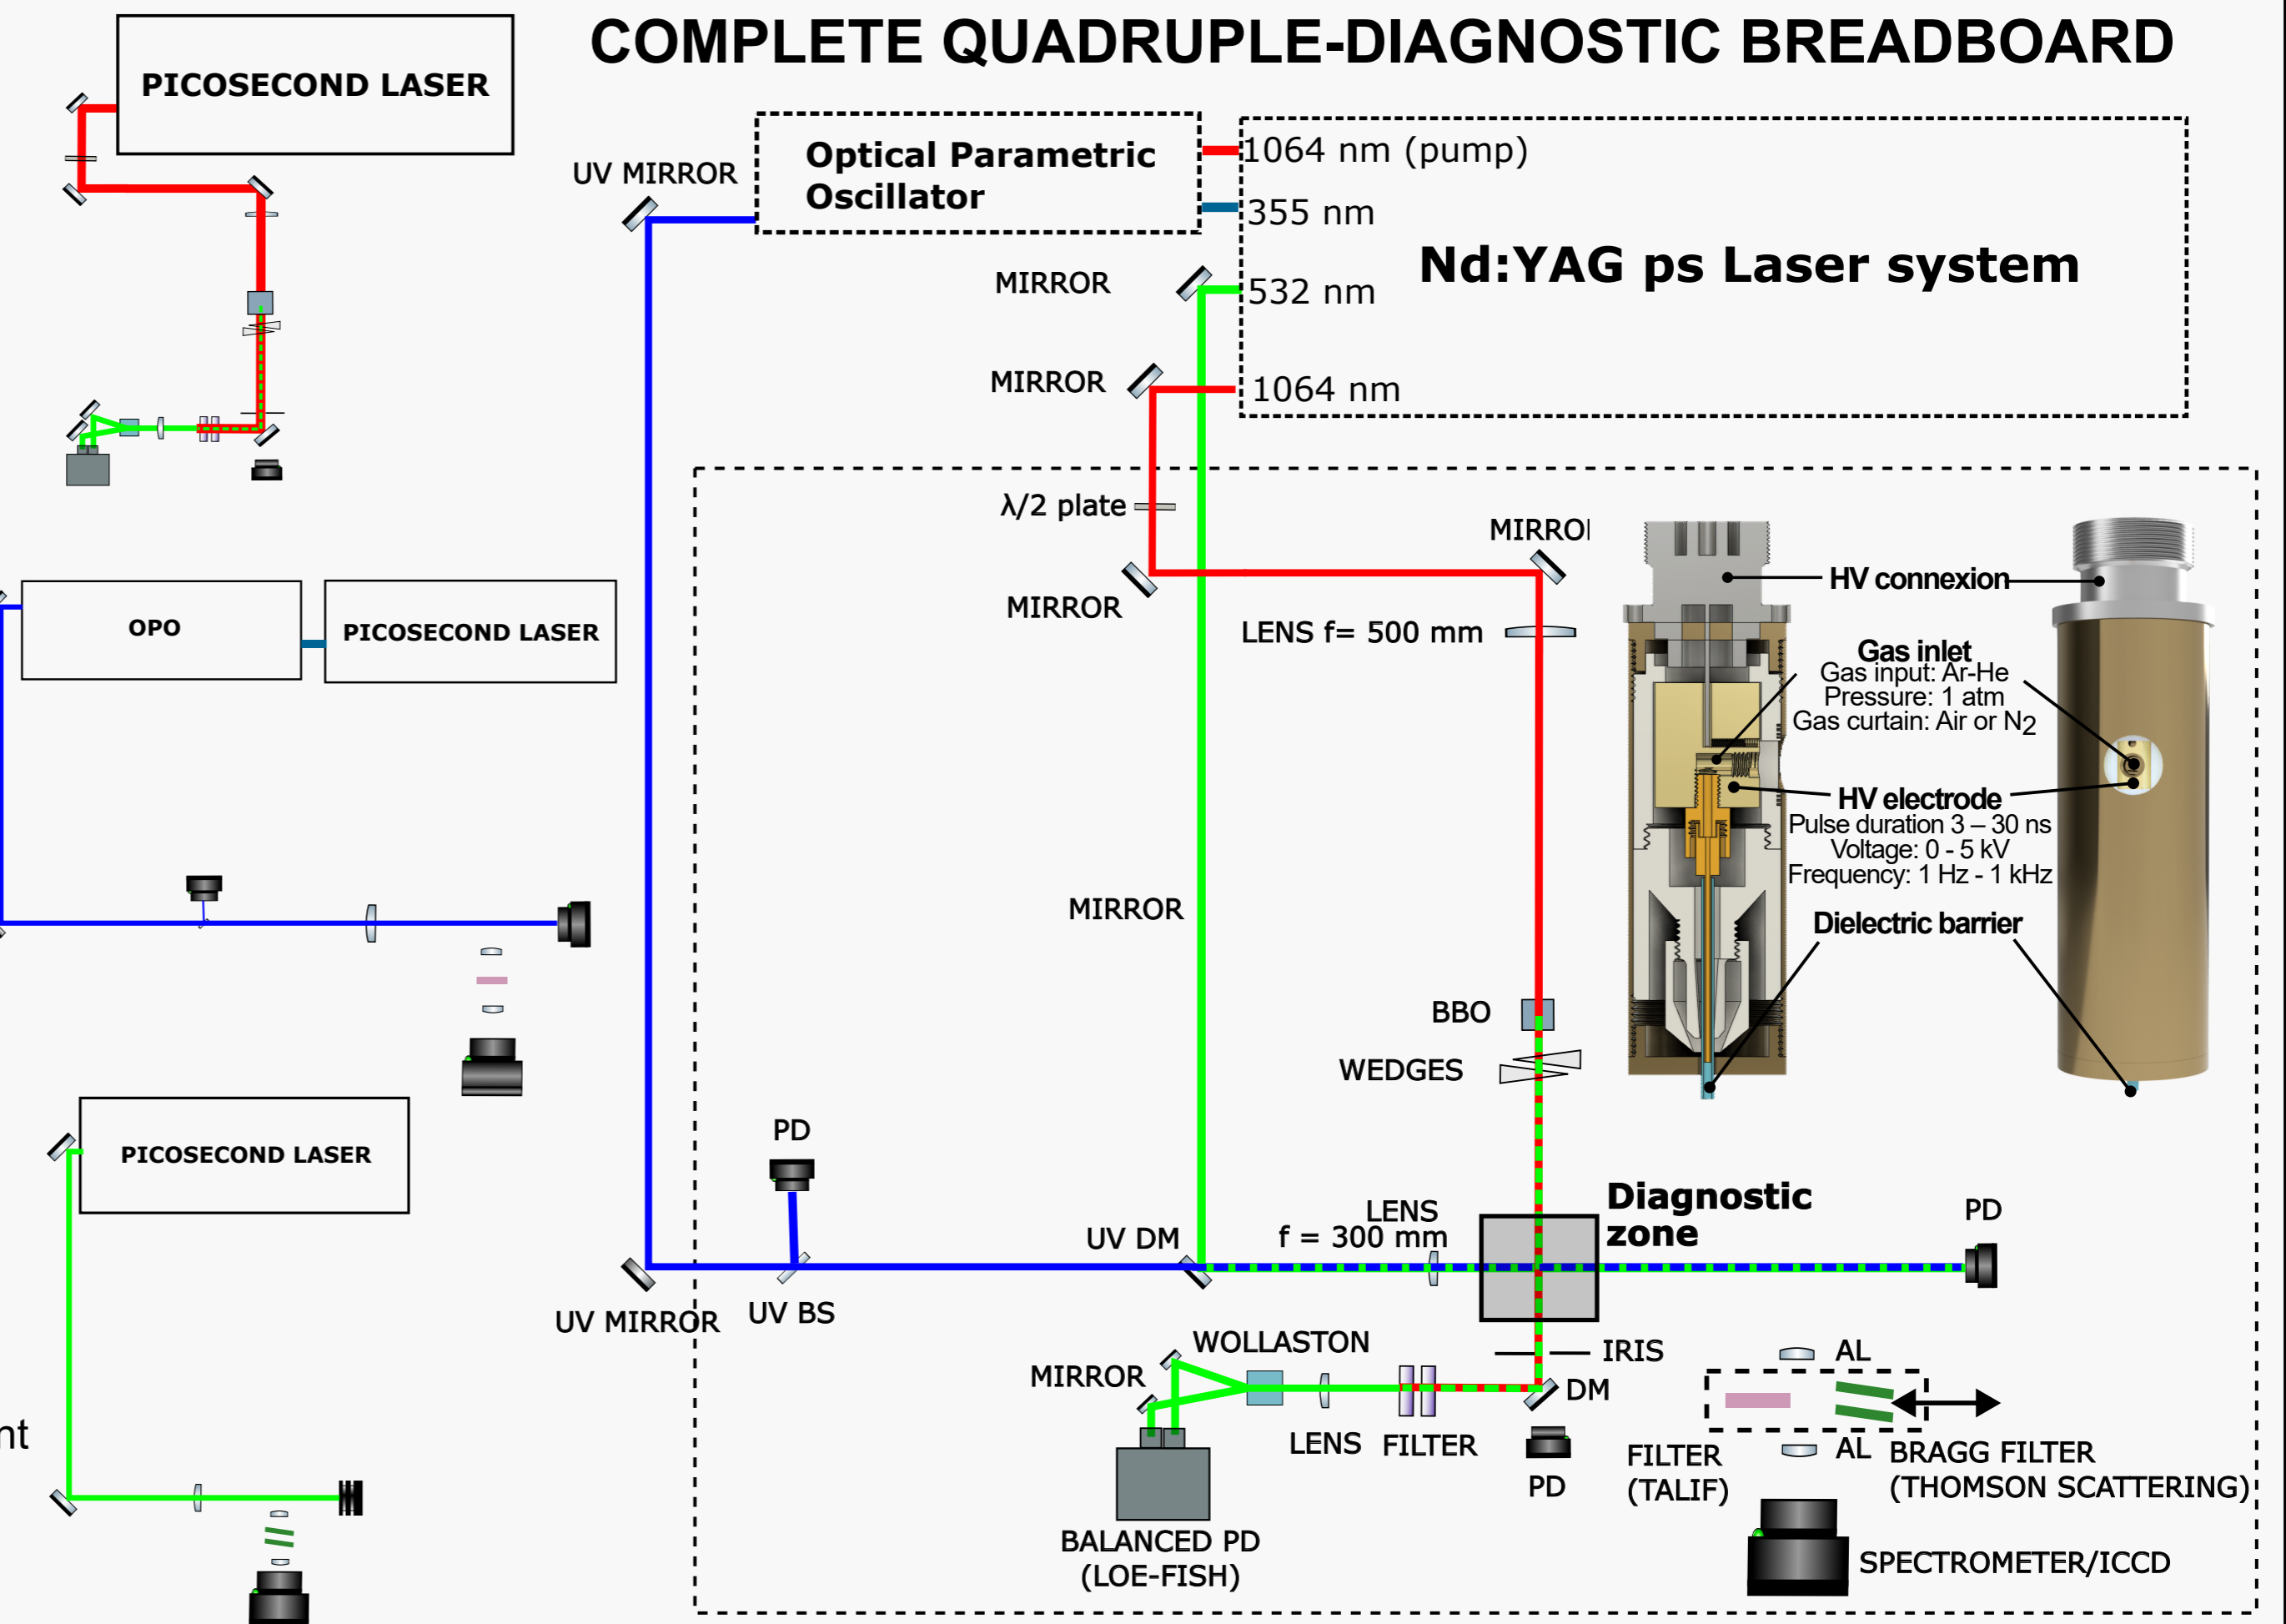 COMPLETE QUADRUPLE-DIAGNOSTIC BREADBOARD
PICOSECOND LASER
OPO
PICOSECOND LASER
PICOSECOND LASER
nt
Optical Parametric
Oscillator
1064 nm (pump)
355 nm
532 nm
1064 nm
Nd:YAG ps Laser system
UV MIRROR
MIRROR
MIRROR
λ/2 plate
MIRROR
MIRRO
LENS f= 500 mm
HV connexion
Gas inlet
Gas input: Ar-He
Pressure: 1 atm
Gas curtain: Air or N2
HV electrode
Pulse duration 3 – 30 ns
Voltage: 0 - 5 kV
Frequency: 1 Hz - 1 kHz
Dielectric barrier
MIRROR
BBO
WEDGES
PD
UV DM
LENS
f = 300 mm
Diagnostic
zone
PD
UV MIRROR
UV BS
WOLLASTON
MIRROR
IRIS
DM
LENS
FILTER
PD
BALANCED PD
(LOE-FISH)
AL
AL
FILTER
(TALIF)
BRAGG FILTER
(THOMSON SCATTERING)
SPECTROMETER/ICCD